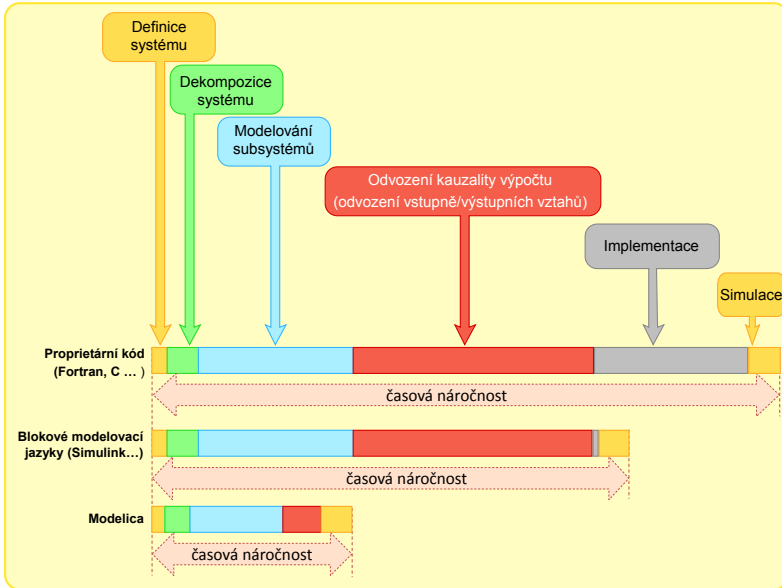 Definice
systému
Dekompozice
systému
Modelování
subsystémů
Odvození kauzality výpočtu
(odvození vstupně/výstupních vztahů)
Implementace
Simulace
Proprietární kód
(Fortran, C … )
časová náročnost
Blokové modelovací
jazyky (Simulink…)
časová náročnost
Modelica
časová náročnost